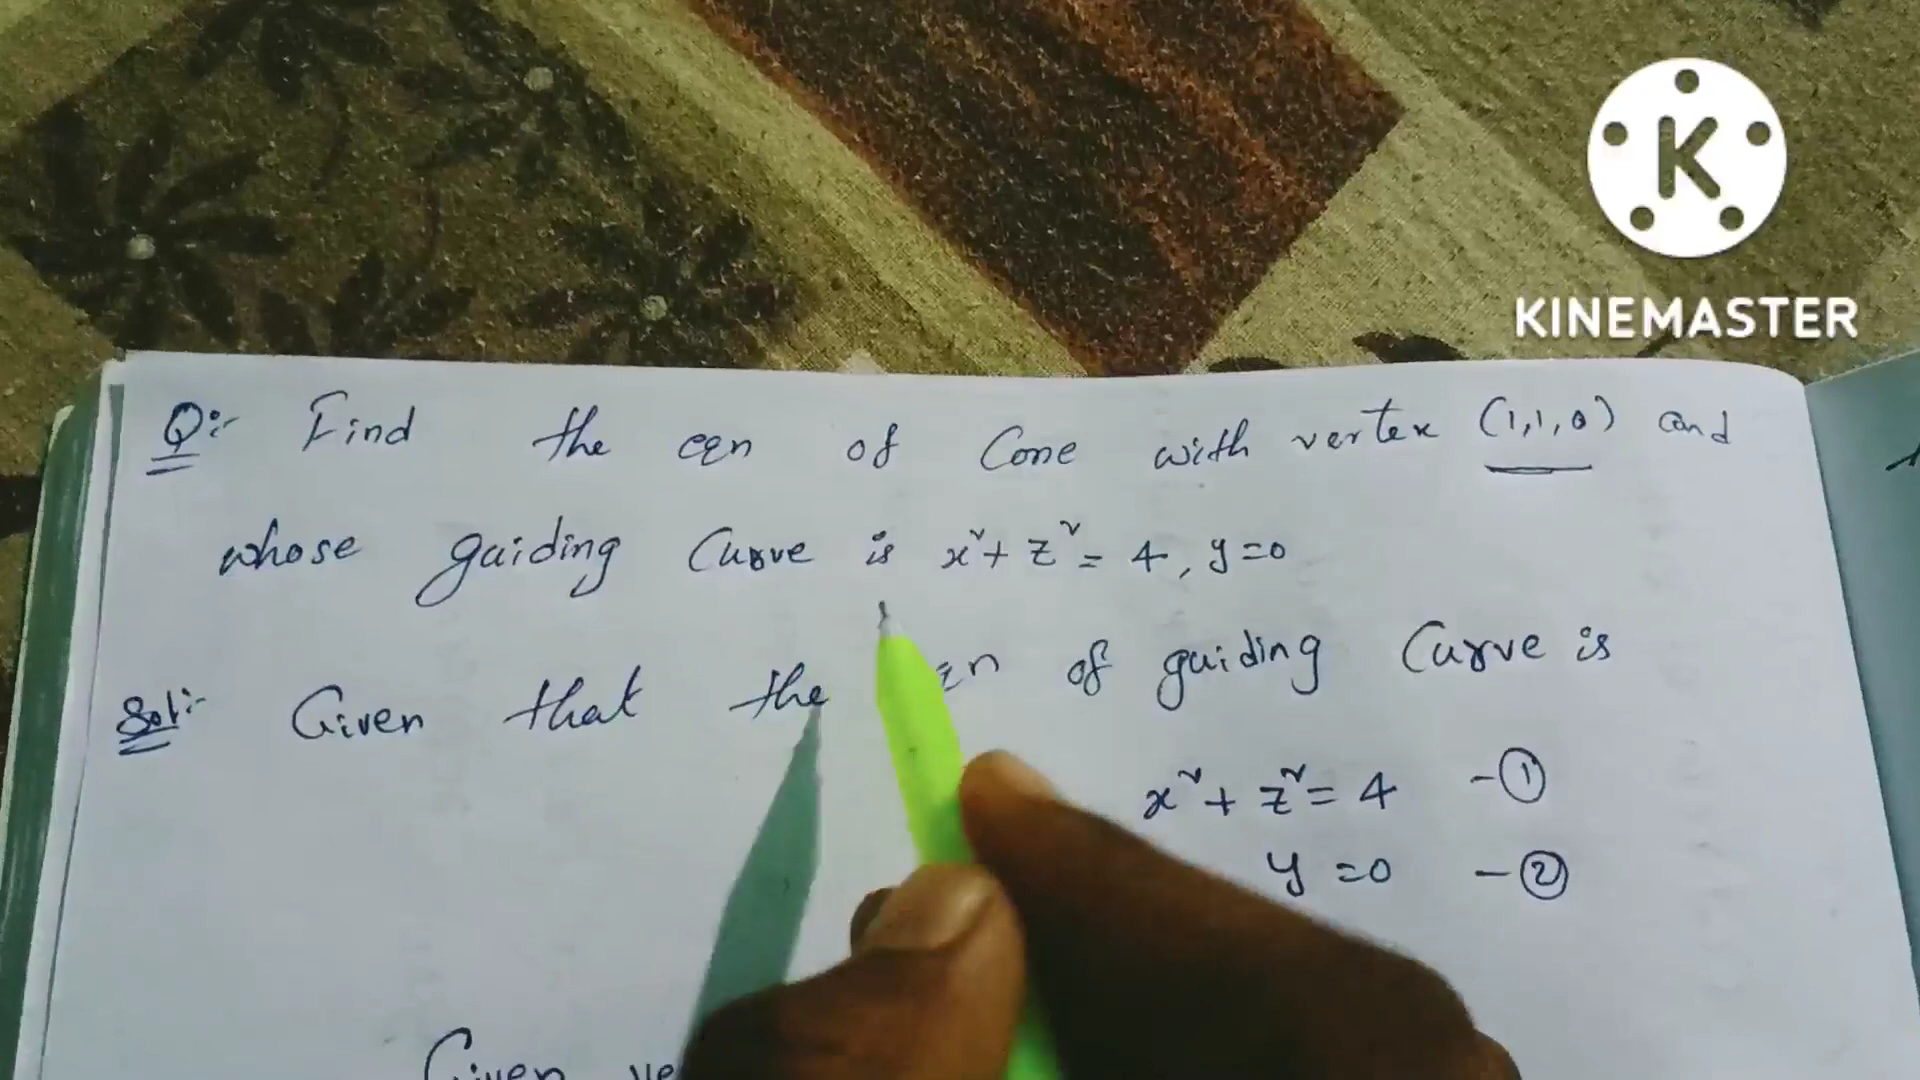 K
KINEMASTER
Q:- Find the eqn of Cone with vertex (1,1,0) and
whose guiding Curve is x²+ z² = 4, y=0
Sol:- Given that the of guiding Curve is
x²+ z² = 4 -①
y =0 -②
Given